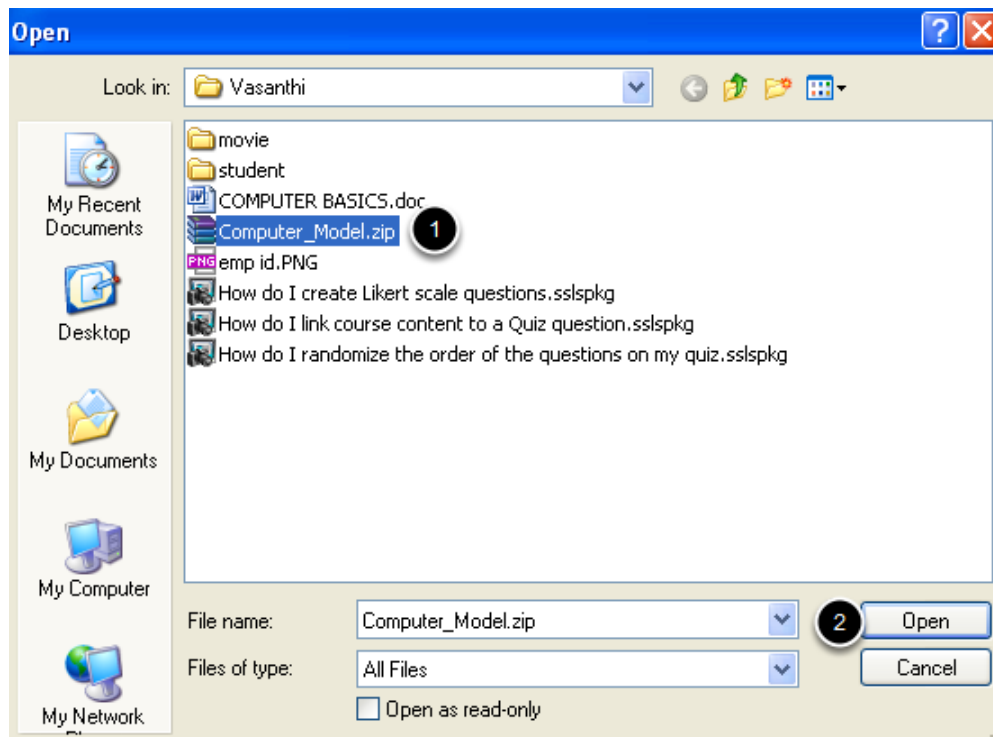 Open
Look in:
Vasanthi
My Recent
Documents
Desktop
My Documents
My Computer
My Network
movie
student
COMPUTER BASICS.doc
Computer_Model.zip
1
PNG
emp id.PNG
How do I create Likert scale questions.sslspkg
How do I link course content to a Quiz question.sslspkg
How do I randomize the order of the questions on my quiz.sslspkg
File name:
Computer_Model.zip
2
Open
Files of type:
All Files
Cancel
Open as read-only